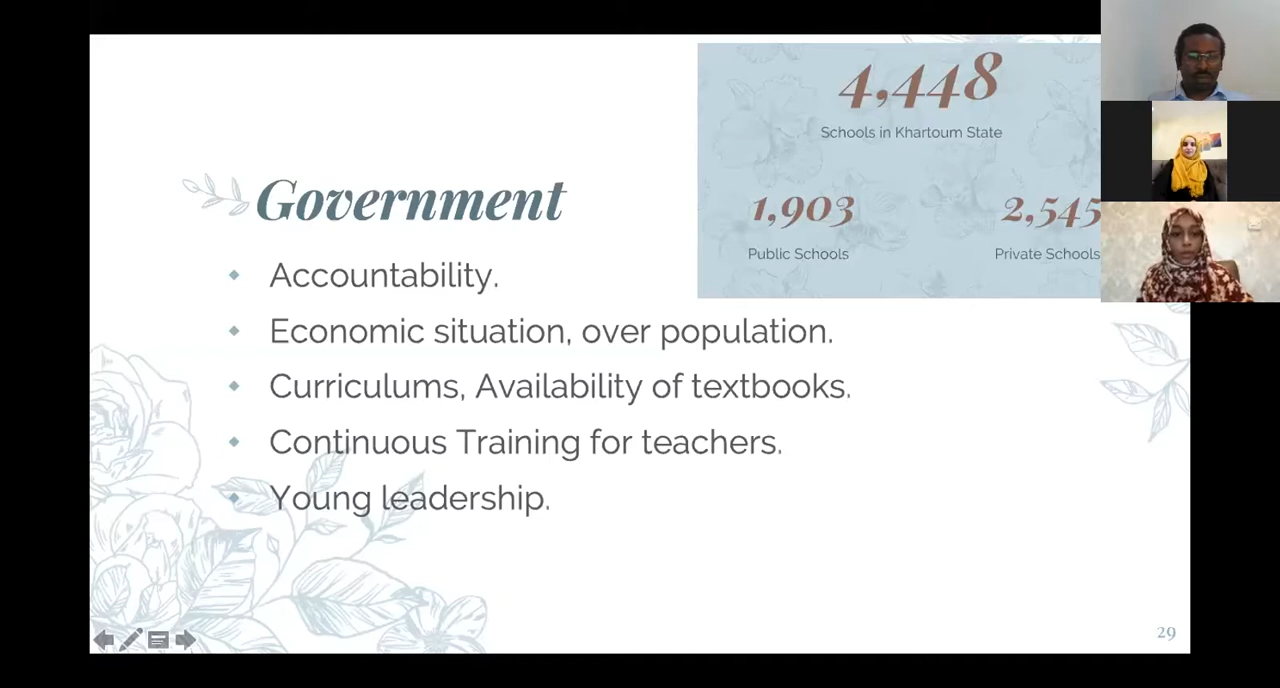 4,448
Schools in Khartoum State
1,903
2,545
Public Schools
Private Schools
Government
Accountability.
Economic situation, over population.
Curriculums, Availability of textbooks.
Continuous Training for teachers.
Young leadership.
29